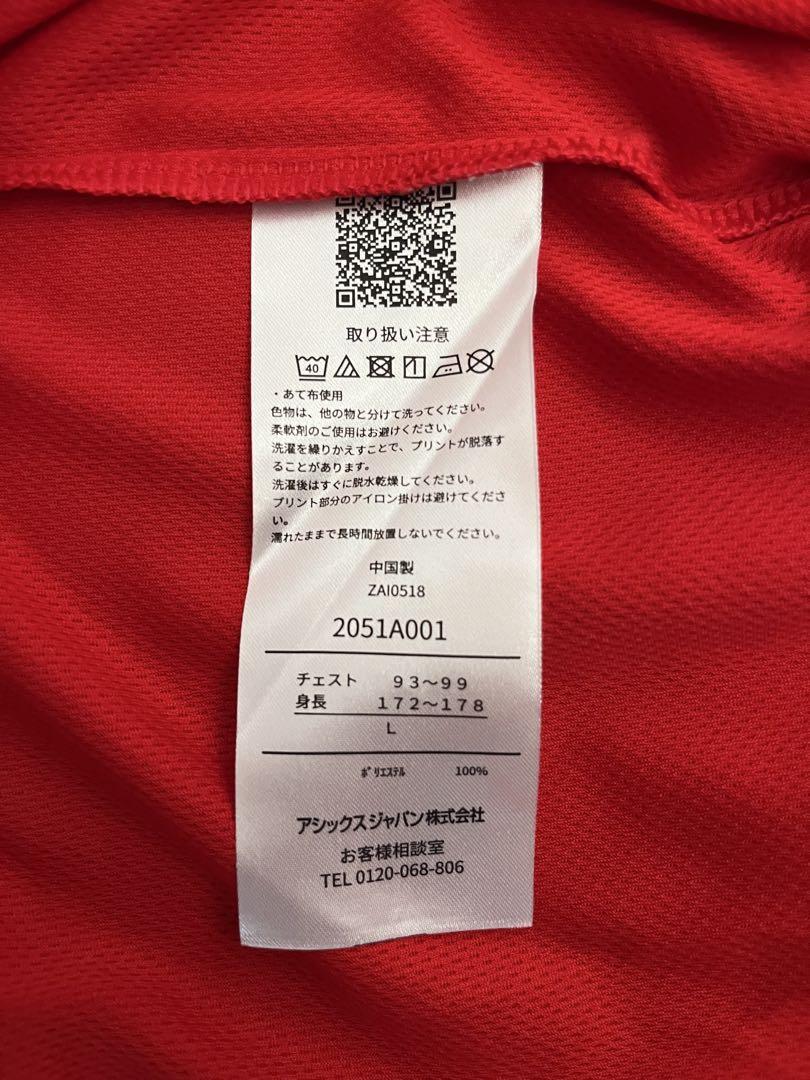 取り扱い注意
40
・あて布使用
色物は、他の物と分けて洗ってください。
柔軟剤のご使用はお避けください。
洗濯を繰りかえすことで、プリントが脱落す
ることがあります。
洗濯後はすぐに脱水乾燥してください。
プリント部分のアイロン掛けは避けてくださ
い。
濡れたままで長時間放置しないでください。
中国製
ZAI0518
2051A001
チェスト 93～99
身長 172～178
L
ﾎﾟﾘｴｽﾃﾙ 100%
アシックスジャパン株式会社
お客様相談室
TEL 0120-068-806